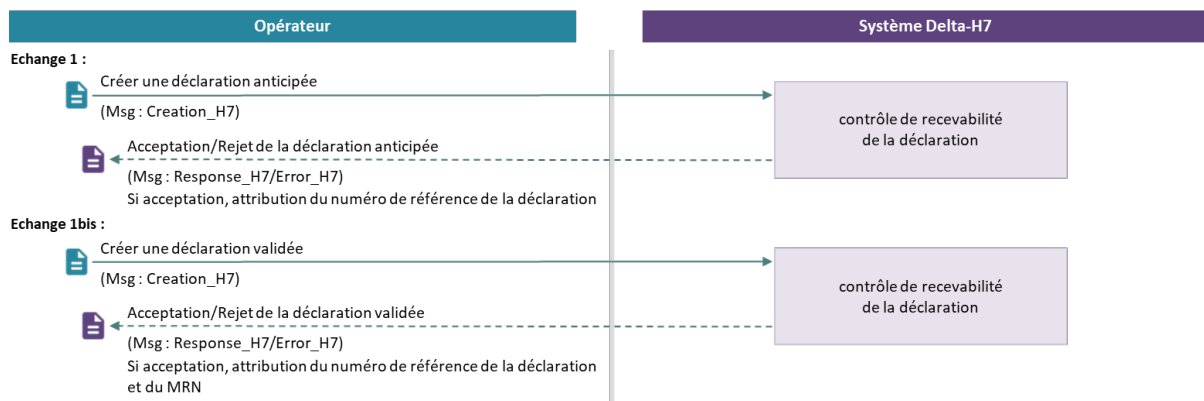 Opérateur
Système Delta-H7
Echange 1 :
Créer une déclaration anticipée
(Msg : Creation_H7)
contrôle de recevabilité
de la déclaration
Acceptation/Rejet de la déclaration anticipée
(Msg : Response_H7/Error_H7)
Si acceptation, attribution du numéro de référence de la déclaration
Echange 1bis :
Créer une déclaration validée
(Msg : Creation_H7)
contrôle de recevabilité
de la déclaration
Acceptation/Rejet de la déclaration validée
(Msg : Response_H7/Error_H7)
Si acceptation, attribution du numéro de référence de la déclaration
et du MRN